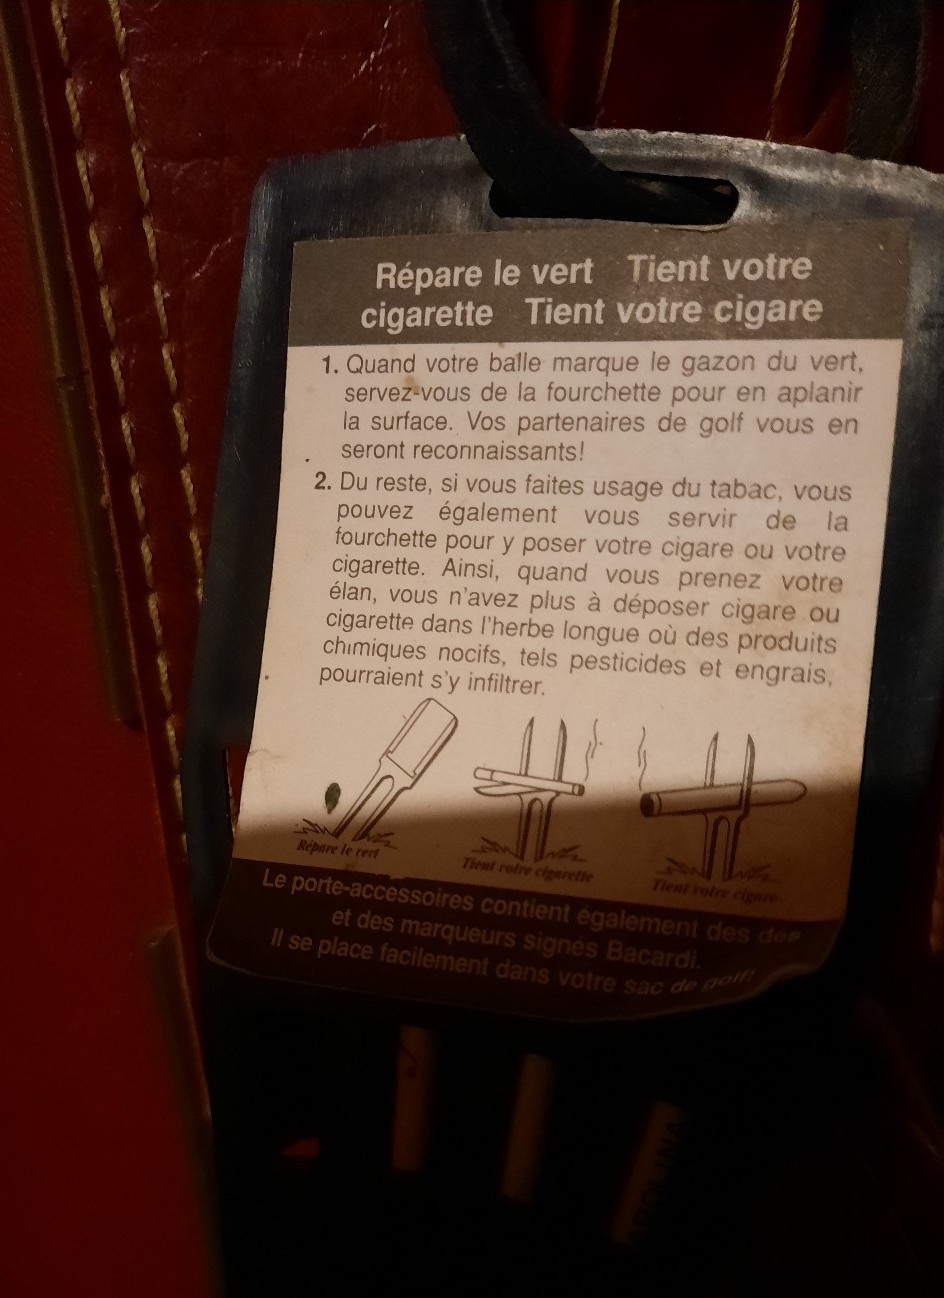 Répare le vert Tient votre
cigarette Tient votre cigare
1. Quand votre balle marque le gazon du vert,
servez-vous de la fourchette pour en aplanir
la surface. Vos partenaires de golf vous en
seront reconnaissants!
2. Du reste, si vous faites usage du tabac, vous
pouvez également vous servir de la
fourchette pour y poser votre cigare ou votre
cigarette. Ainsi, quand vous prenez votre
élan, vous n'avez plus à déposer cigare ou
cigarette dans l'herbe longue où des produits
chimiques nocifs, tels pesticides et engrais,
pourraient s'y infiltrer.
Répare le vert
Tient votre cigarette
Tient votre cigare
Le porte-accessoires contient également des dés
et des marqueurs signés Bacardi.
Il se place facilement dans votre sac de golf!